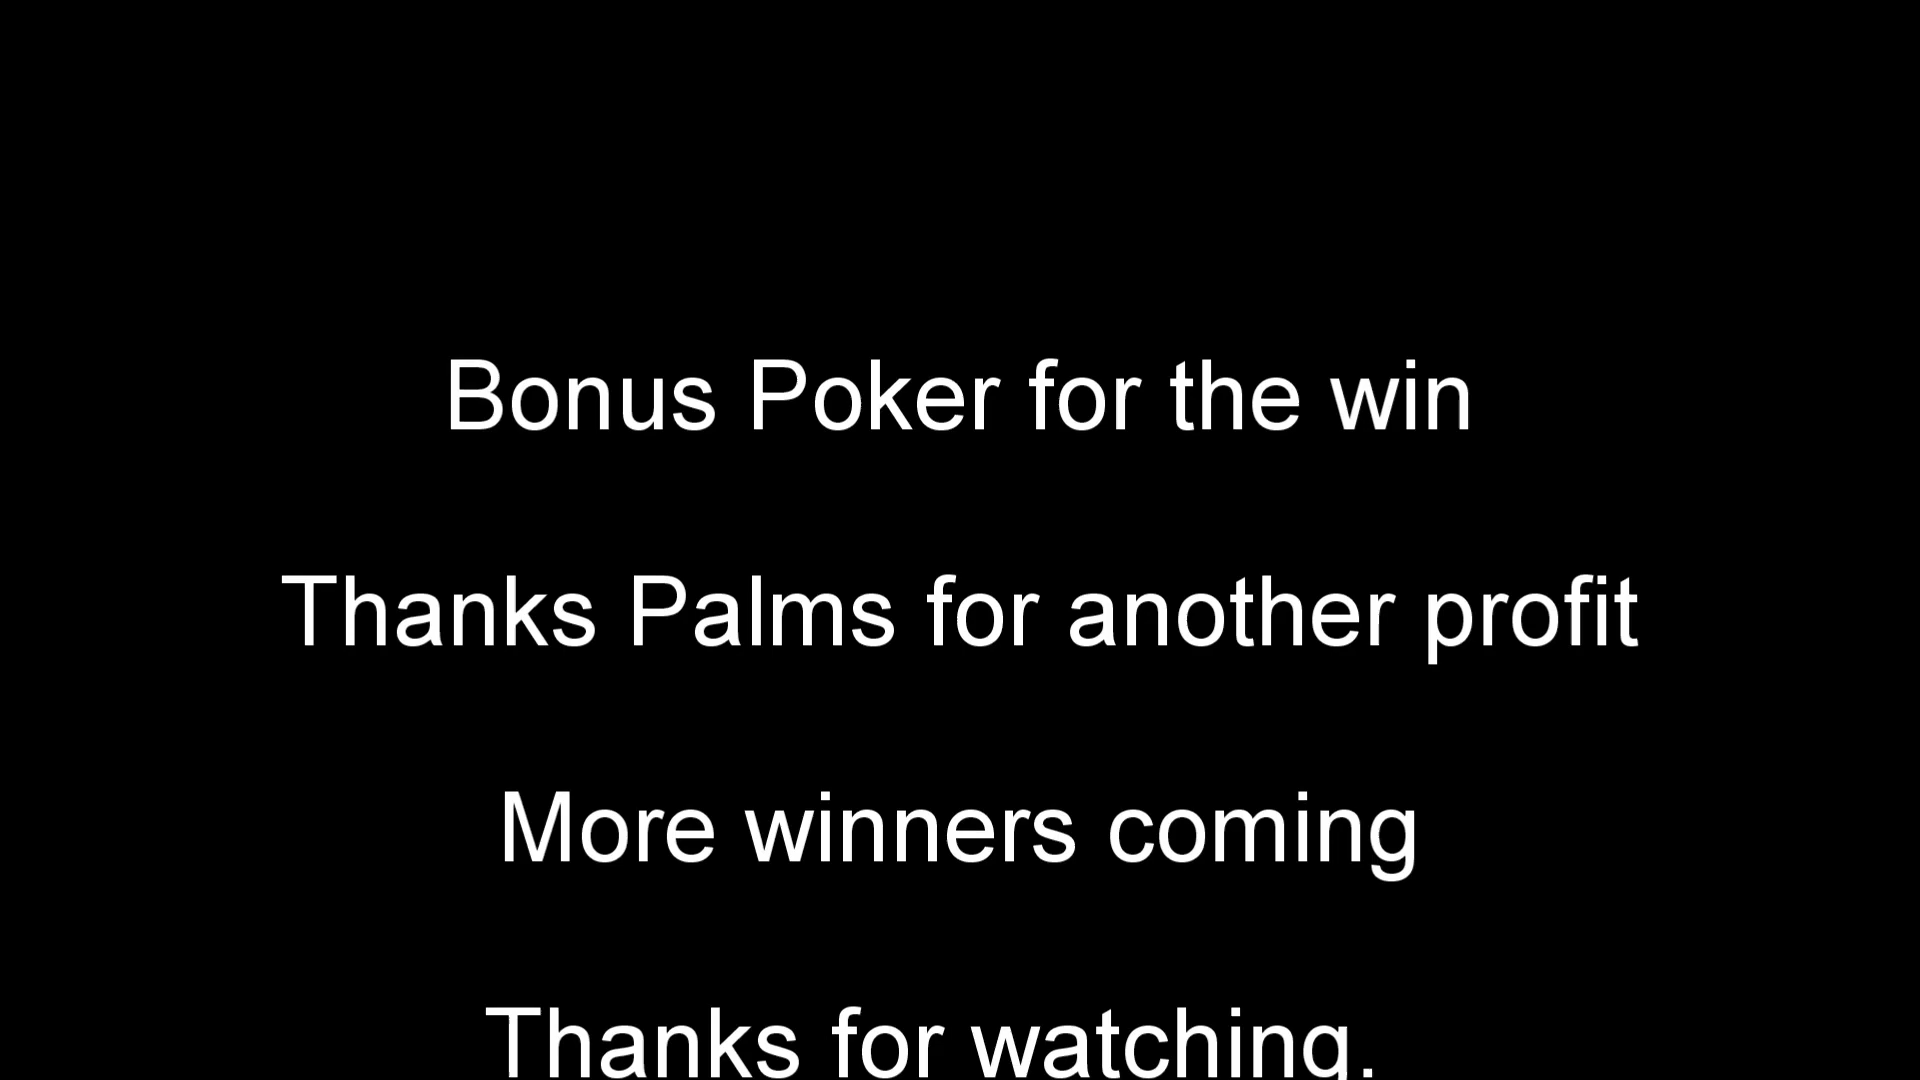 Bonus Poker for the win
Thanks Palms for another profit
More winners coming
Thanks for watching.